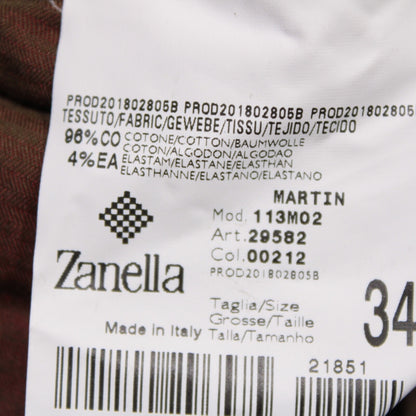 PROD201802805B PROD201802805B PROD201802805
TESSUTO/FABRIC/GEWEBE/TISSU/TEJIDO/TECIDO
96%CO COTONE/COTTON/BAUMWOLLE
COTON/ALGODON/ALGODAO
4%EA ELASTAM/ELASTANE/ELASTHAN
ELASTHANNE/ELASTANO/ELASTANO
MARTIN
Mod. 113M02
Art. 29582
Col. 00212
PROD201802805B
Zanella
Taglia/Size
Grosse/Taille
Talla/Tamanho
34
Made in Italy
21851